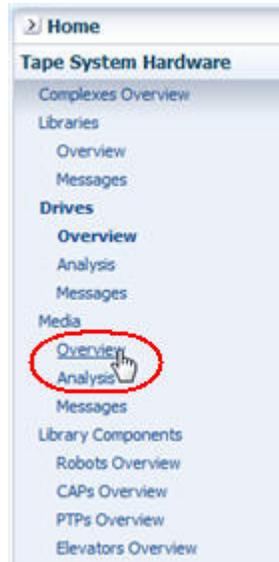 Home
Tape System Hardware
Complexes Overview
Libraries
Overview
Messages
Drives
Overview
Analysis
Messages
Media
Overview
Analysis
Messages
Library Components
Robots Overview
CAPs Overview
PTPs Overview
Elevators Overview